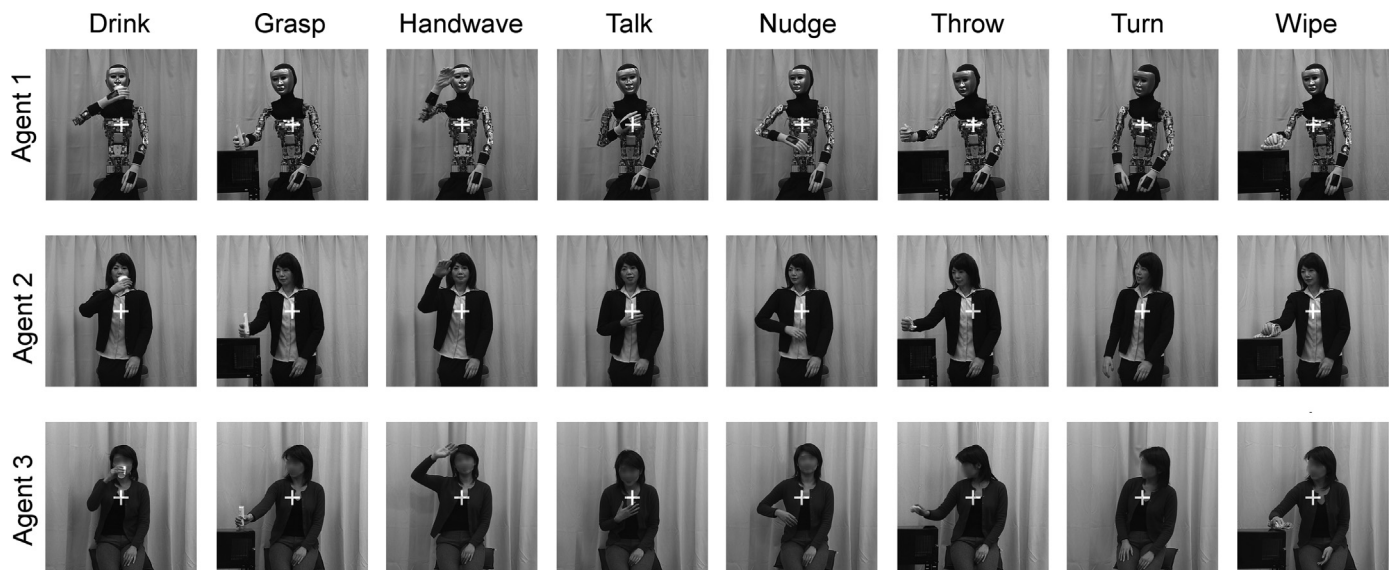 Drink Grasp Handwave Talk Nudge Throw Turn Wipe
Agent 1
Agent 2
Agent 3